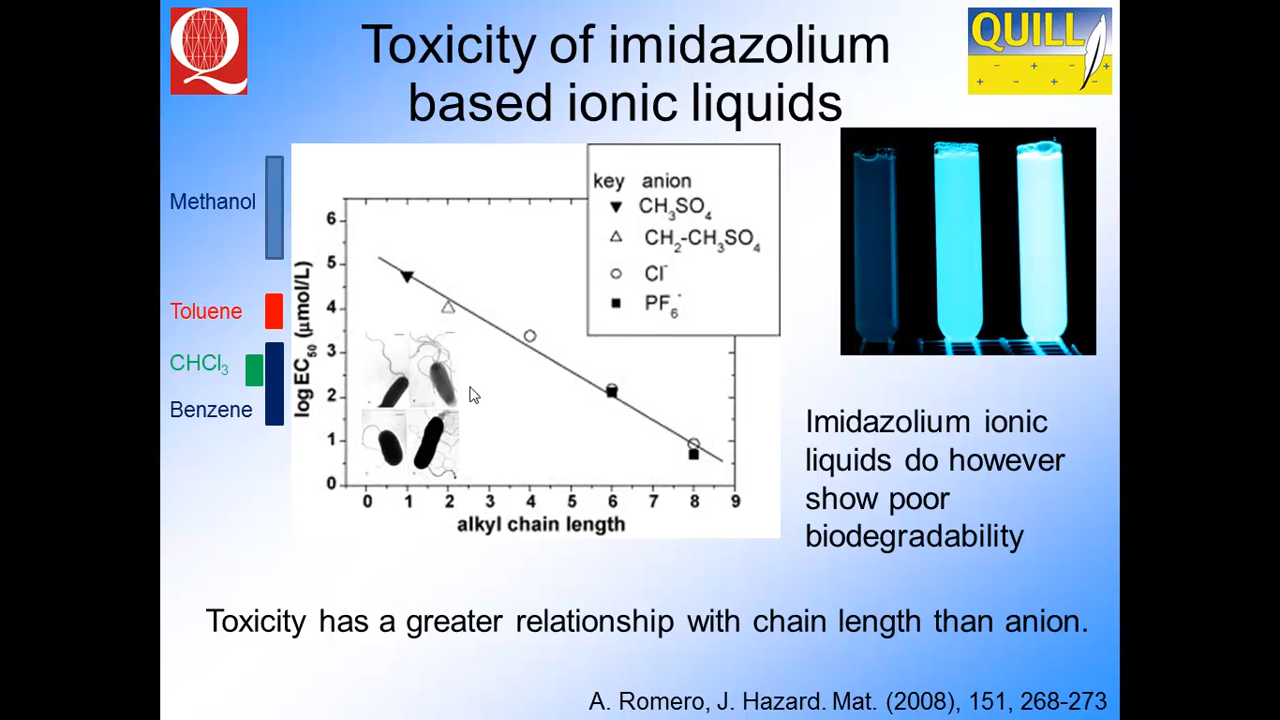 Toxicity of imidazolium
based ionic liquids
QUILL
Methanol
Toluene
CHCl3
Benzene
key anion
CH3SO4
CH2-CH3SO4
Cl-
PF6-
log EC50 (μmol/L)
6
5
4
3
2
1
0
0 1 2 3 4 5 6 7 8 9
alkyl chain length
Imidazolium ionic
liquids do however
show poor
biodegradability
Toxicity has a greater relationship with chain length than anion.
A. Romero, J. Hazard. Mat. (2008), 151, 268-273